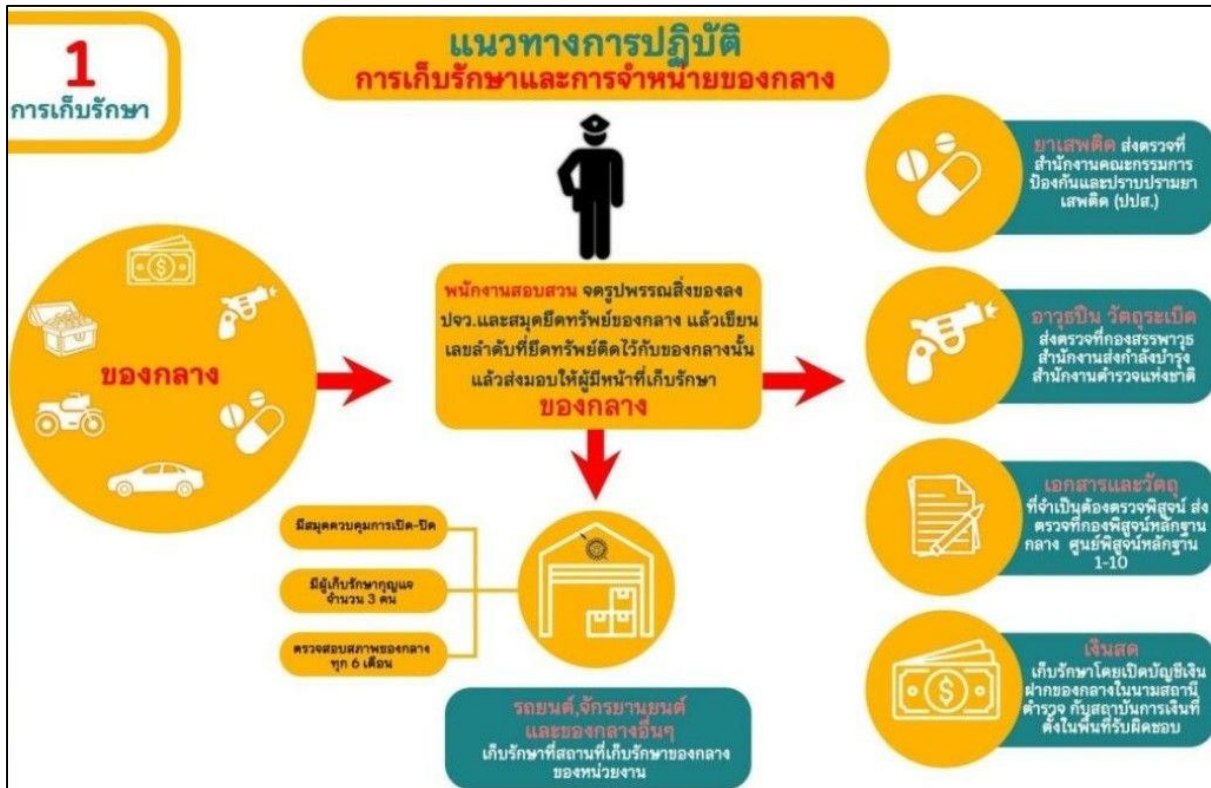 1
การเก็บรักษา
แนวทางการปฏิบัติ
การเก็บรักษาและการจำหน่ายของกลาง
ของกลาง
พนักงานสอบสวน จดรูปพรรณสิ่งของลง
ปจว.และสมุดยึดทรัพย์ของกลาง แล้วเขียน
เลขลำดับที่ยึดทรัพย์ติดไว้กับของกลางนั้น
แล้วส่งมอบให้ผู้มีหน้าที่เก็บรักษา
ของกลาง
มีสมุดควบคุมการเปิด-ปิด
มีผู้เก็บรักษากุญแจ
จำนวน 3 คน
ตรวจสอบสภาพของกลาง
ทุก 6 เดือน
รถยนต์,จักรยานยนต์
และของกลางอื่นๆ
เก็บรักษาที่สถานที่เก็บรักษาของกลาง
ของหน่วยงาน
ยาเสพติด ส่งตรวจที่
สำนักงานคณะกรรมการ
ป้องกันและปราบปรามยา
เสพติด (ปปส.)
อาวุธปืน วัตถุระเบิด
ส่งตรวจที่กองสรรพาวุธ
สำนักงานส่งกำลังบำรุง
สำนักงานตำรวจแห่งชาติ
เอกสารและวัตถุ
ที่จำเป็นต้องตรวจพิสูจน์ ส่ง
ตรวจที่กองพิสูจน์หลักฐาน
กลาง ศูนย์พิสูจน์หลักฐาน
1-10
เงินสด
เก็บรักษาโดยเปิดบัญชีเงิน
ฝากของกลางในนามสถานี
ตำรวจ กับสถาบันการเงินที่
ตั้งในพื้นที่รับผิดชอบ